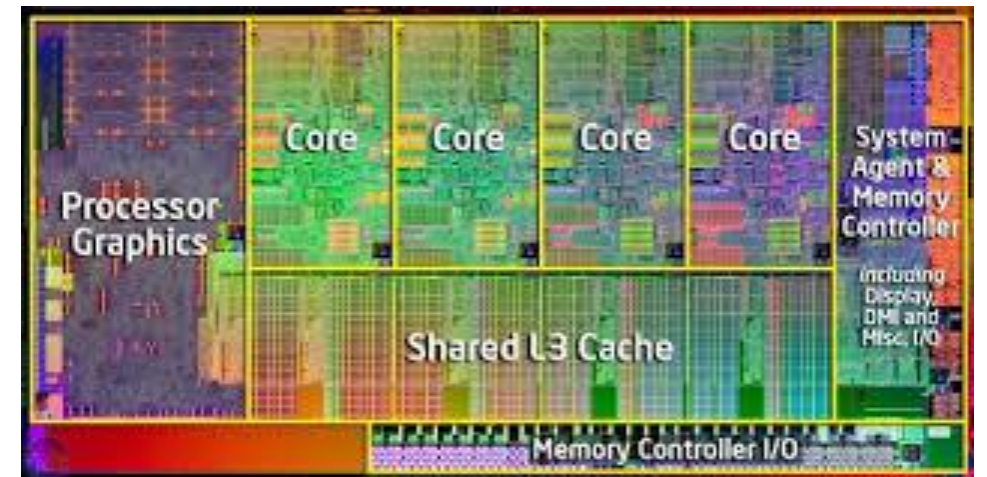 Processor
Graphics
Core
Core
Core
Core
System
Agent &
Memory
Controller
including
Display,
DMI and
Misc. I/O
Shared L3 Cache
Memory Controller I/O